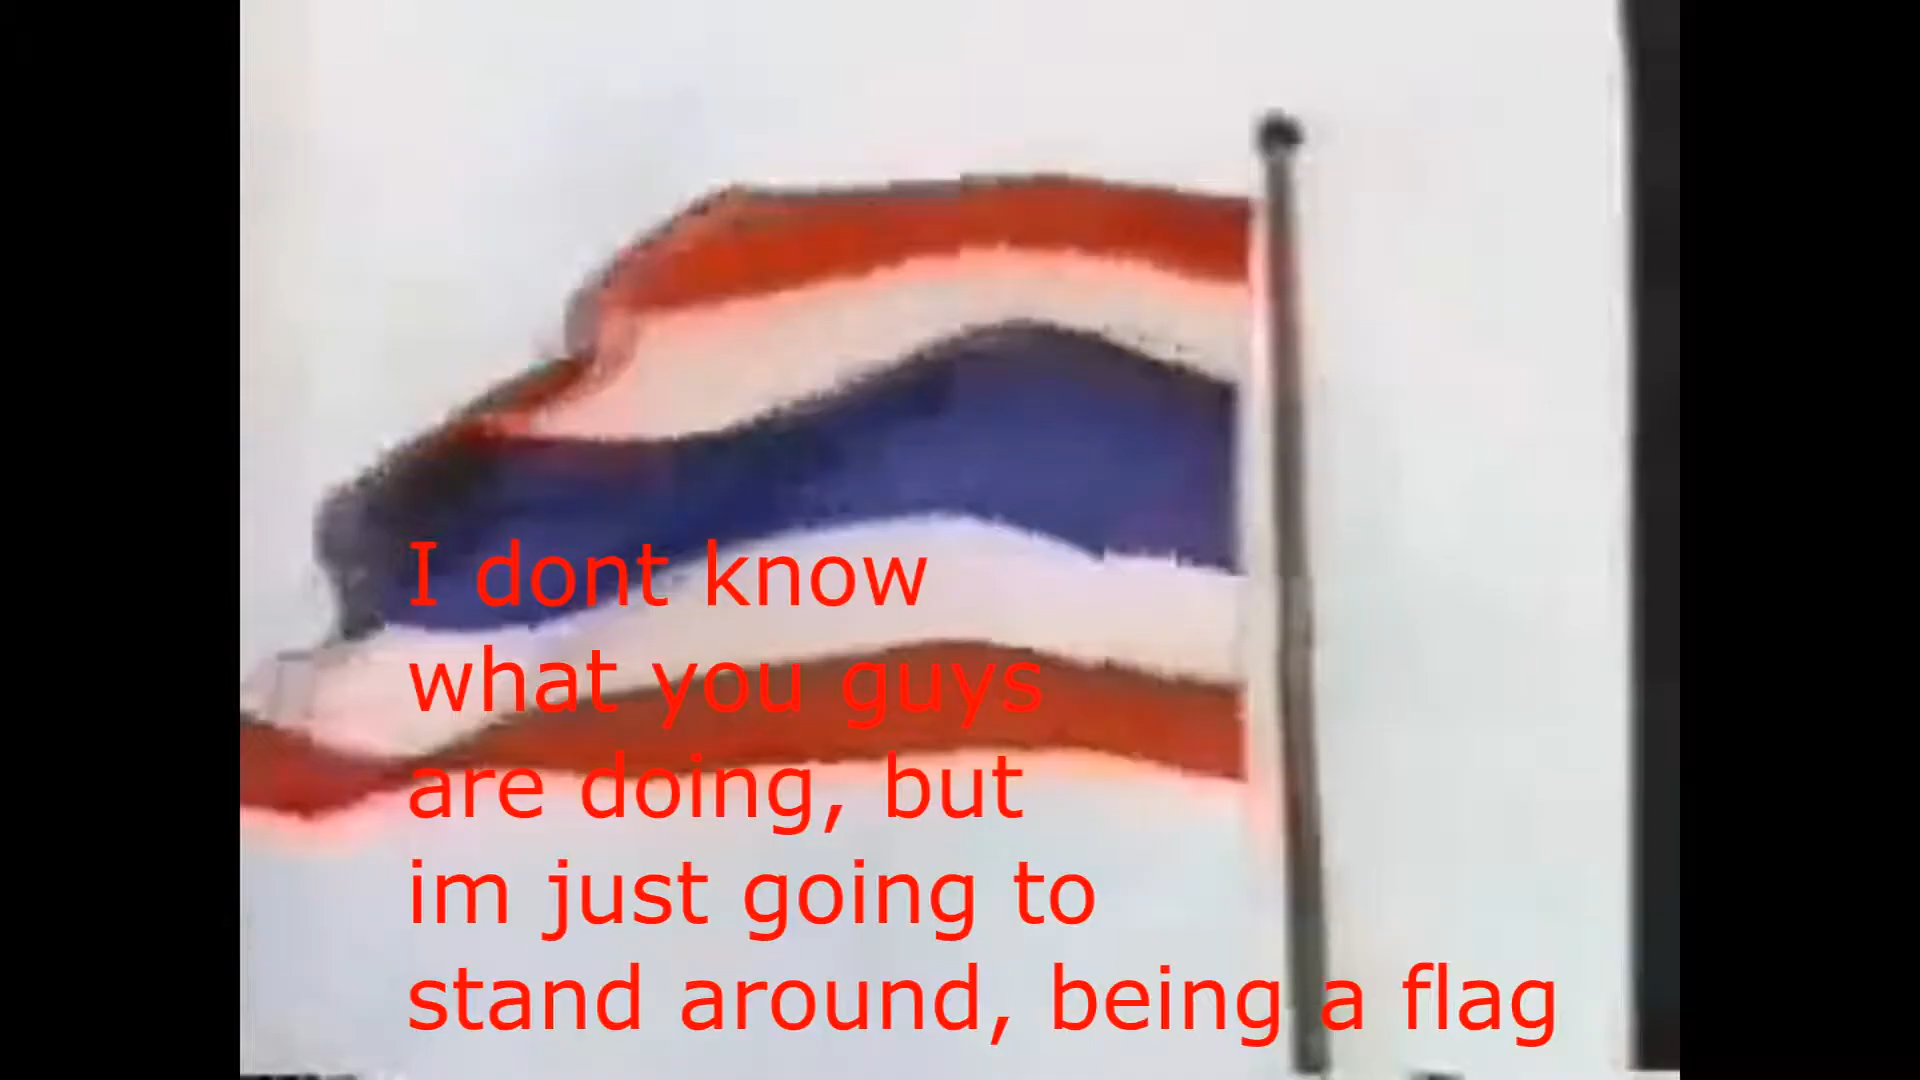 I dont know
what you guys
are doing, but
im just going to
stand around, being a flag